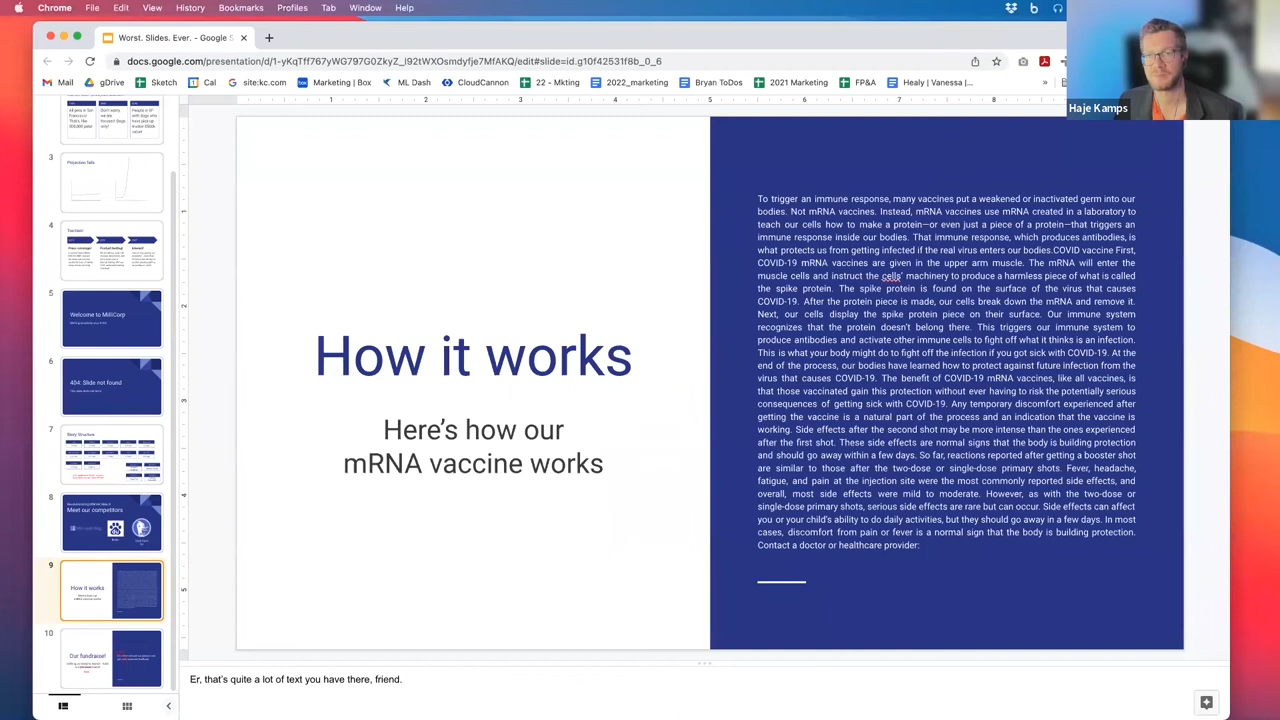 Chrome File Edit View History Bookmarks Profiles Tab Window Help
Worst. Slides. Ever. - Google S
Haje Kamps
Mail gDrive Sketch Cal site:kc.com Marketing | Box ML Dash CloudCannon 22 - Mkting 2022_marketing Bryan ToDos 2021 Marketing FP&A Healy | Vanessa |
1 2 3 4 5 7 8
3 Projection fails
4 Traction!
5 Welcome to MilliCorp
6 404: Slide not found
7 Story Structure
8 Meet our competitors
9 How it works
10 Our fundraise!
How it works
Here's how our
mRNA vaccine works
To trigger an immune response, many vaccines put a weakened or inactivated germ into our
bodies. Not mRNA vaccines. Instead, mRNA vaccines use mRNA created in a laboratory to
teach our cells how to make a protein—or even just a piece of a protein—that triggers an
immune response inside our bodies. That immune response, which produces antibodies, is
what protects us from getting infected if the real virus enters our bodies.COVID vaccine First,
COVID-19 mRNA vaccines are given in the upper arm muscle. The mRNA will enter the
muscle cells and instruct the cells' machinery to produce a harmless piece of what is called
the spike protein. The spike protein is found on the surface of the virus that causes
COVID-19. After the protein piece is made, our cells break down the mRNA and remove it.
Next, our cells display the spike protein piece on their surface. Our immune system
recognizes that the protein doesn't belong there. This triggers our immune system to
produce antibodies and activate other immune cells to fight off what it thinks is an infection.
This is what your body might do to fight off the infection if you got sick with COVID-19. At the
end of the process, our bodies have learned how to protect against future infection from the
virus that causes COVID-19. The benefit of COVID-19 mRNA vaccines, like all vaccines, is
that those vaccinated gain this protection without ever having to risk the potentially serious
consequences of getting sick with COVID-19. Any temporary discomfort experienced after
getting the vaccine is a natural part of the process and an indication that the vaccine is
working. Side effects after the second shot may be more intense than the ones experienced
after the first shot. These side effects are normal signs that the body is building protection
and should go away within a few days. So far, reactions reported after getting a booster shot
are similar to those after the two-dose or single-dose primary shots. Fever, headache,
fatigue, and pain at the injection site were the most commonly reported side effects, and
overall, most side effects were mild to moderate. However, as with the two-dose or
single-dose primary shots, serious side effects are rare but can occur. Side effects can affect
you or your child's ability to do daily activities, but they should go away in a few days. In most
cases, discomfort from pain or fever is a normal sign that the body is building protection.
Contact a doctor or healthcare provider:
Er, that's quite a lot of text you have there, friend.